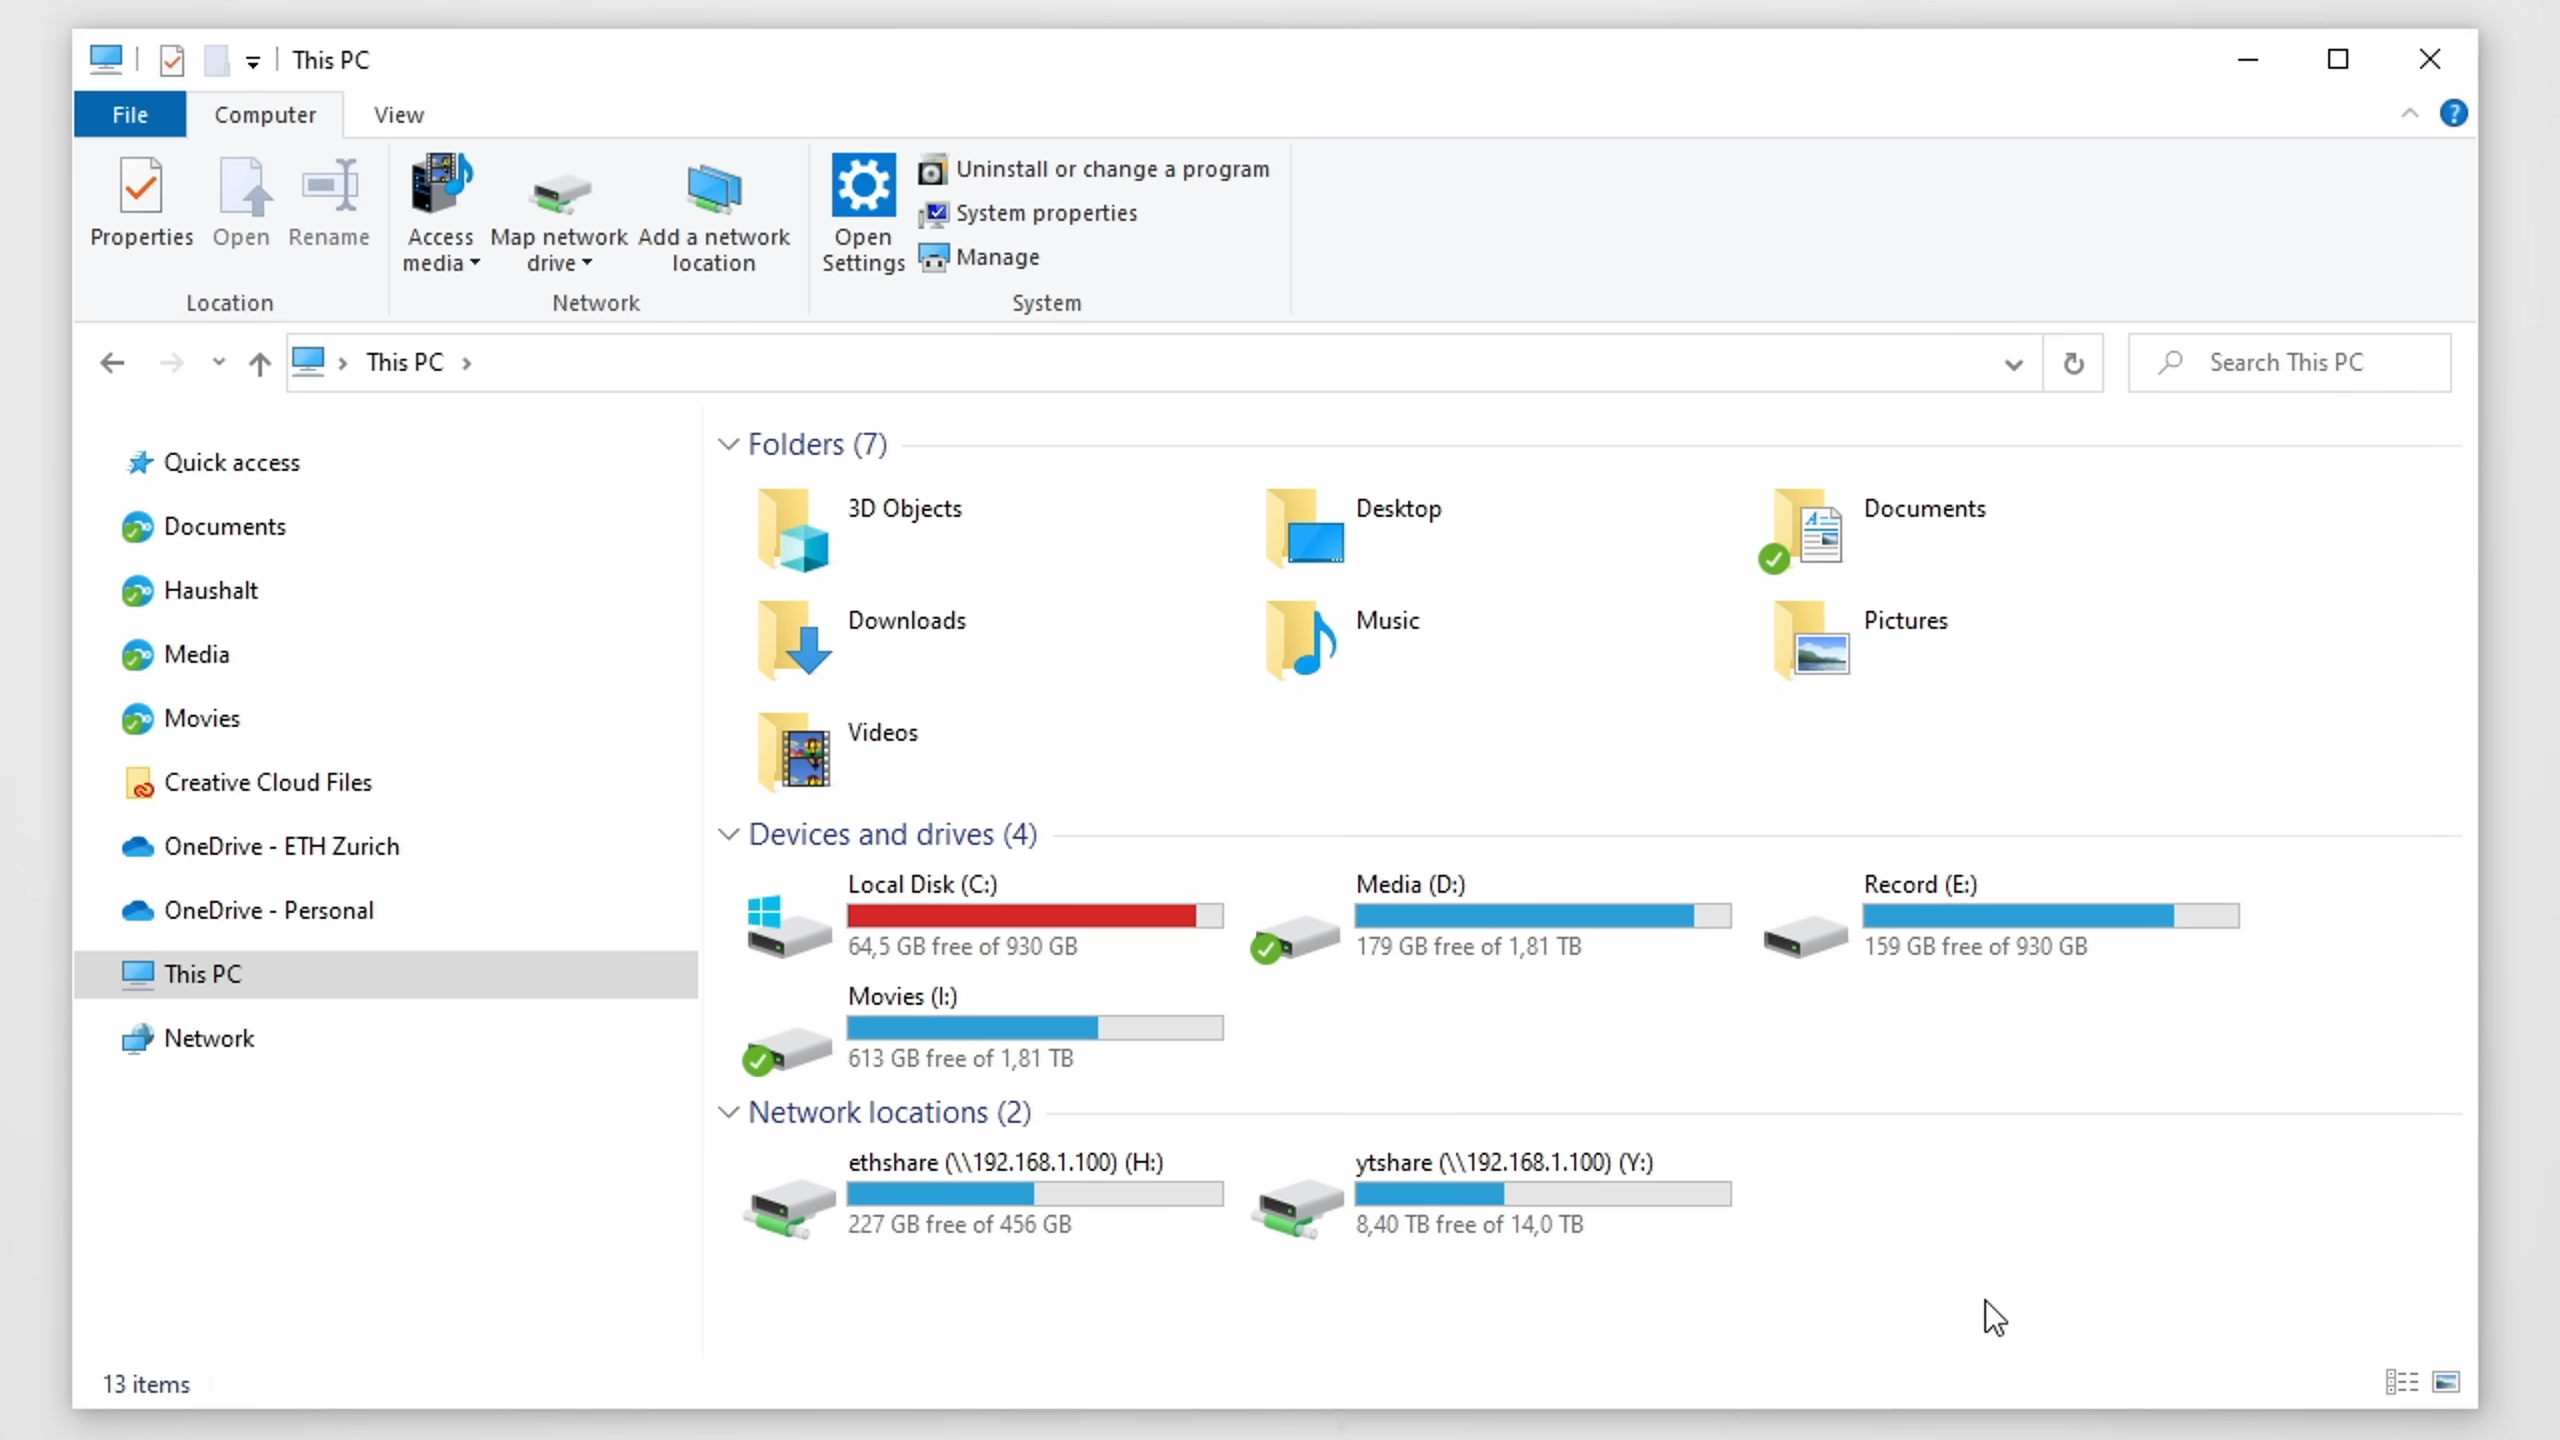 This PC
File Computer View
Properties Open Rename
Access media
Map network drive
Add a network location
Open Settings
Uninstall or change a program
System properties
Manage
Location Network System
This PC
Search This PC
Quick access
Documents
Haushalt
Media
Movies
Creative Cloud Files
OneDrive - ETH Zurich
OneDrive - Personal
This PC
Network
Folders (7)
3D Objects Desktop Documents
Downloads Music Pictures
Videos
Devices and drives (4)
Local Disk (C:)
64,5 GB free of 930 GB
Media (D:)
179 GB free of 1,81 TB
Record (E:)
159 GB free of 930 GB
Movies (I:)
613 GB free of 1,81 TB
Network locations (2)
ethshare (\\192.168.1.100) (H:)
227 GB free of 456 GB
ytshare (\\192.168.1.100) (Y:)
8,40 TB free of 14,0 TB
13 items